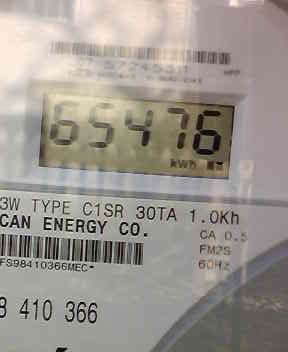 65476
kWh
3W TYPE C1SR 30TA 1.0Kh
CAN ENERGY CO.
CA 0.5
FM2S
60Hz
FS98410366MEC*
8 410 366